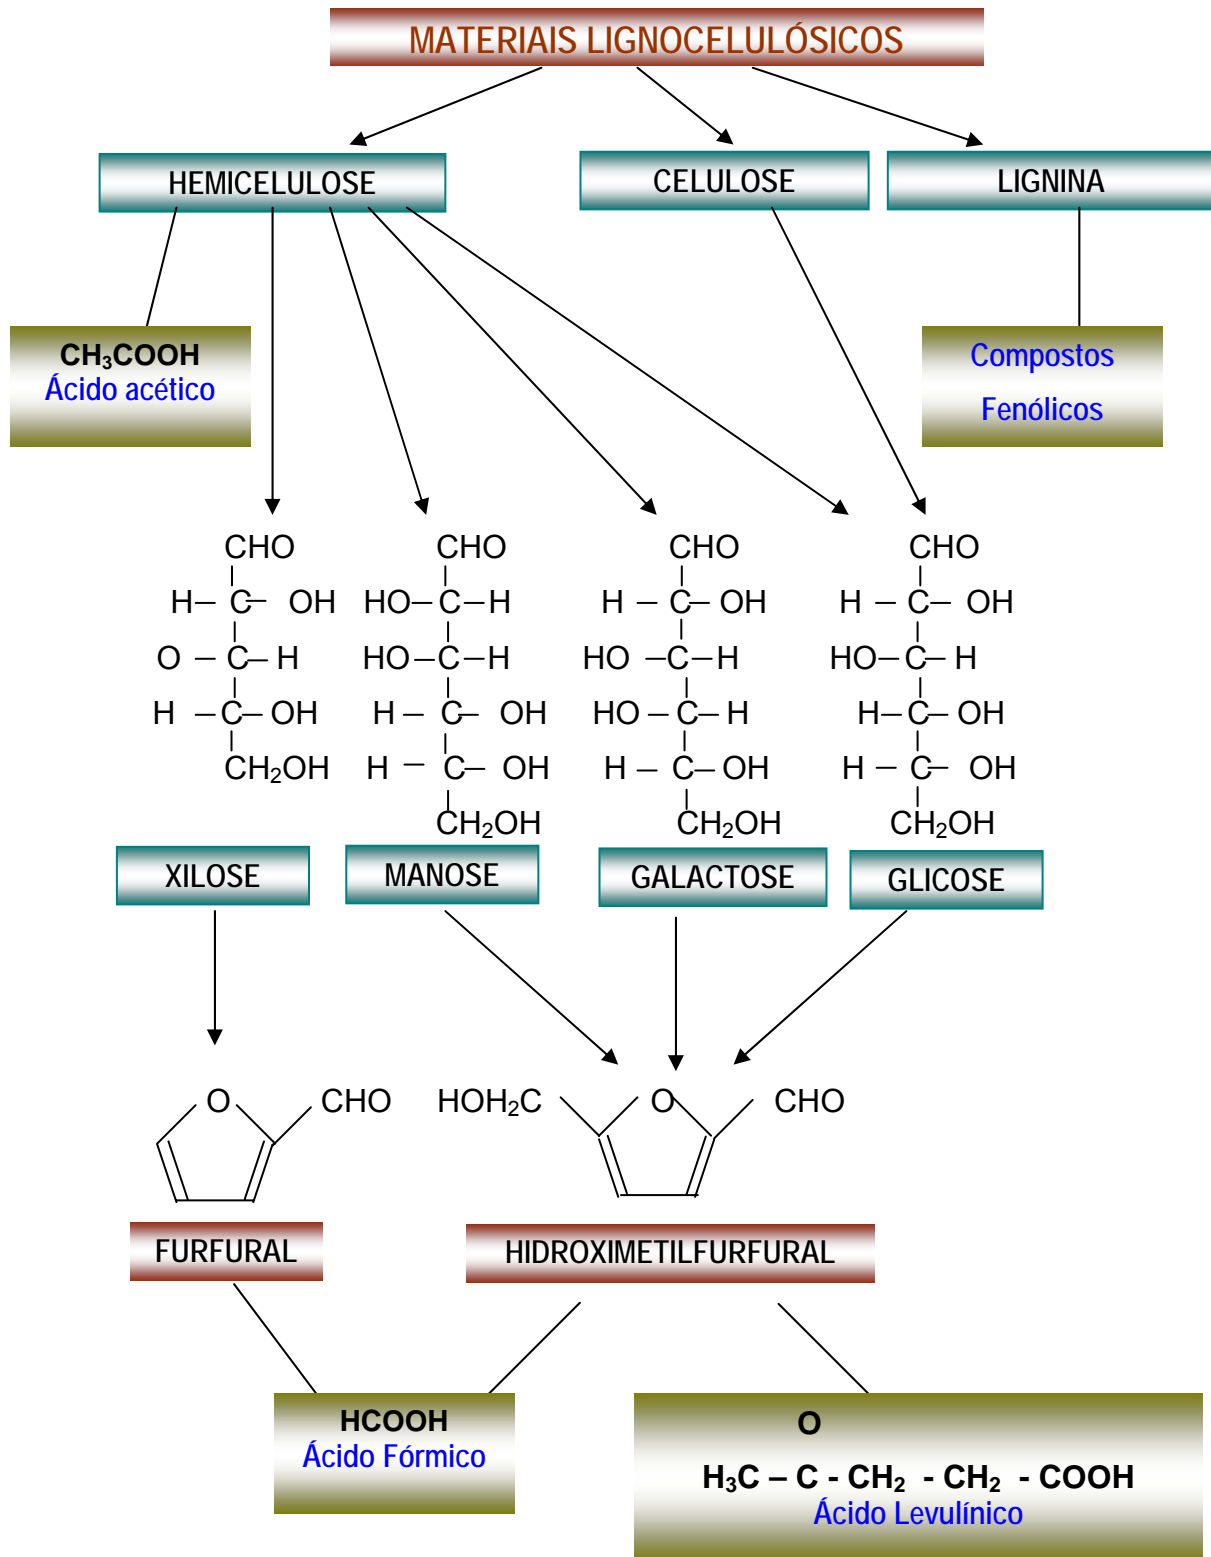 MATERIAIS LIGNOCELULÓSICOS
HEMICELULOSE
CELULOSE
LIGNINA
CH₃COOH
Ácido acético
Compostos
Fenólicos
CHO
H – C – OH
O – C – H
H – C – OH
CH₂OH
CHO
HO – C – H
HO – C – H
H – C – OH
H – C – OH
CH₂OH
CHO
H – C – OH
HO – C – H
HO – C – H
H – C – OH
CH₂OH
CHO
H – C – OH
HO – C – H
H – C – OH
H – C – OH
CH₂OH
XILOSE
MANOSE
GALACTOSE
GLICOSE
O
CHO
HOH₂C
O
CHO
FURFURAL
HIDROXIMETILFURFURAL
HCOOH
Ácido Fórmico
O
H₃C – C - CH₂ - CH₂ - COOH
Ácido Levulínico